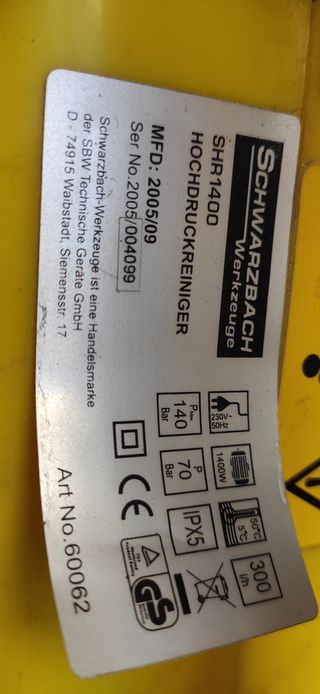 SCHWARZBACH
Werkzeuge
SHR1400
HOCHDRUCKREINIGER
MFD: 2005/09
Ser No.2005/004099
Schwarzbach-Werkzeuge ist eine Handelsmarke
der SBW Technische Geräte GmbH
D - 74915 Waibstadt, Siemensstr. 17
230V~
50Hz
1400W
50°C
5°C
300
l/h
P Max
140
Bar
P
70
Bar
IPX5
CE
GS
Art No.60062